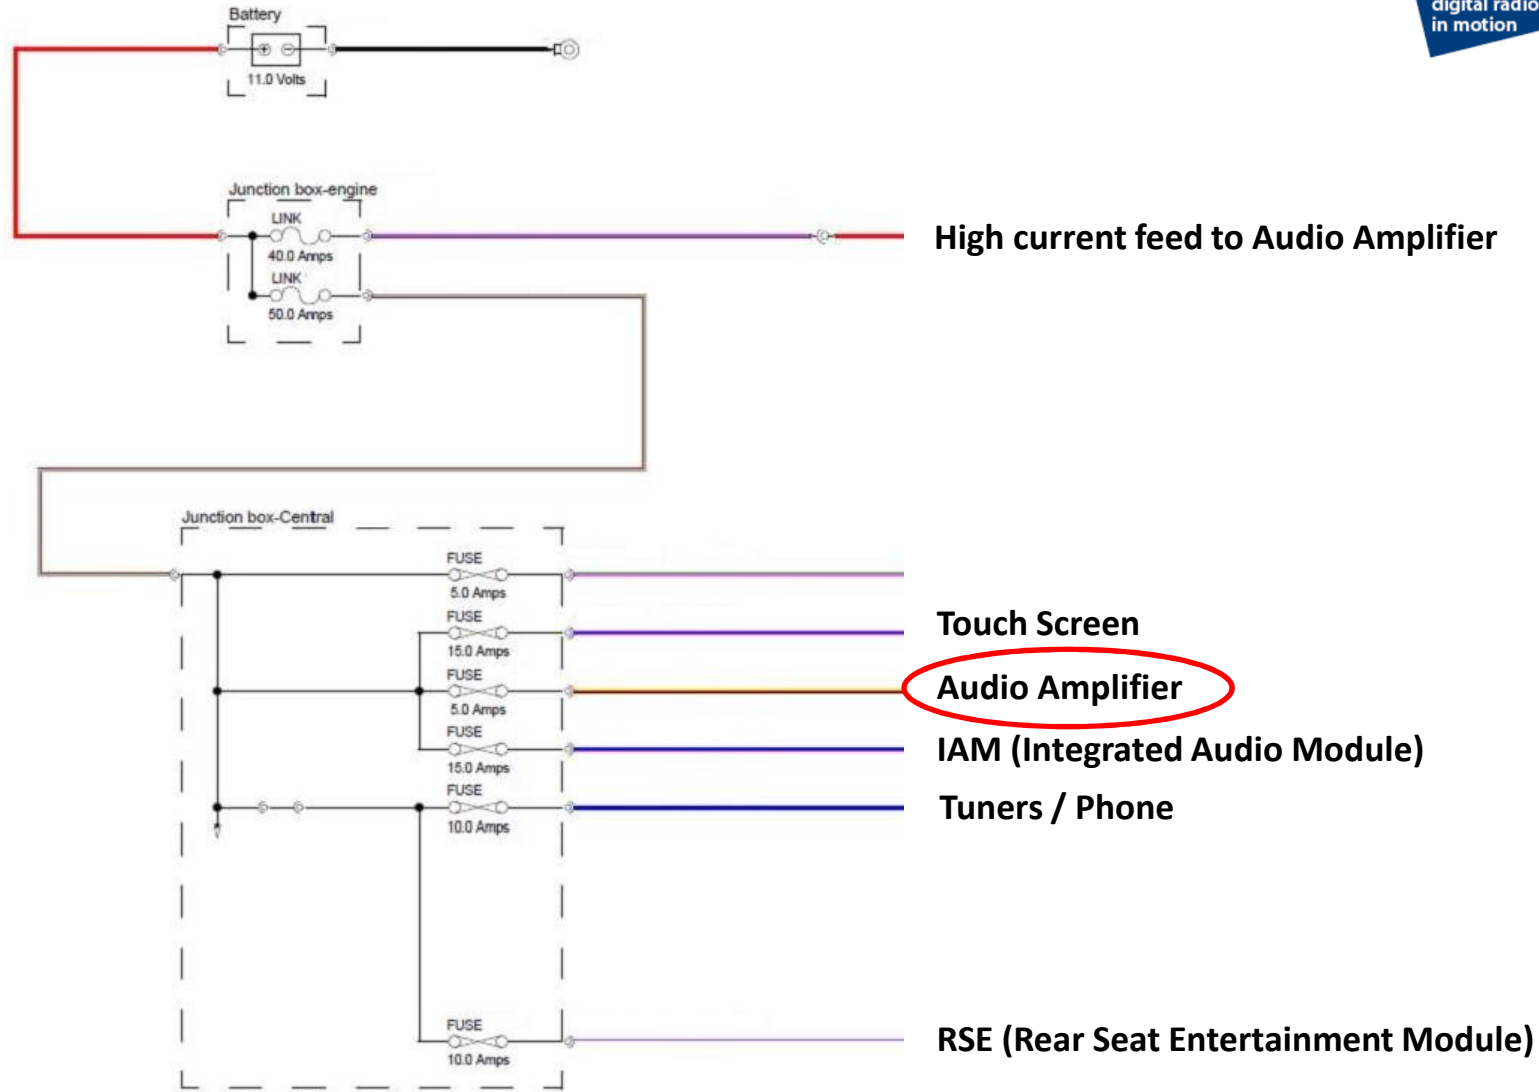 digital radio
in motion
Battery
11.0 Volts
Junction box-engine
LINK
40.0 Amps
High current feed to Audio Amplifier
LINK
50.0 Amps
Junction box-Central
FUSE
5.0 Amps
FUSE
Touch Screen
15.0 Amps
FUSE
Audio Amplifier
5.0 Amps
FUSE
IAM (Integrated Audio Module)
15.0 Amps
FUSE
Tuners / Phone
10.0 Amps
FUSE
RSE (Rear Seat Entertainment Module)
10.0 Amps